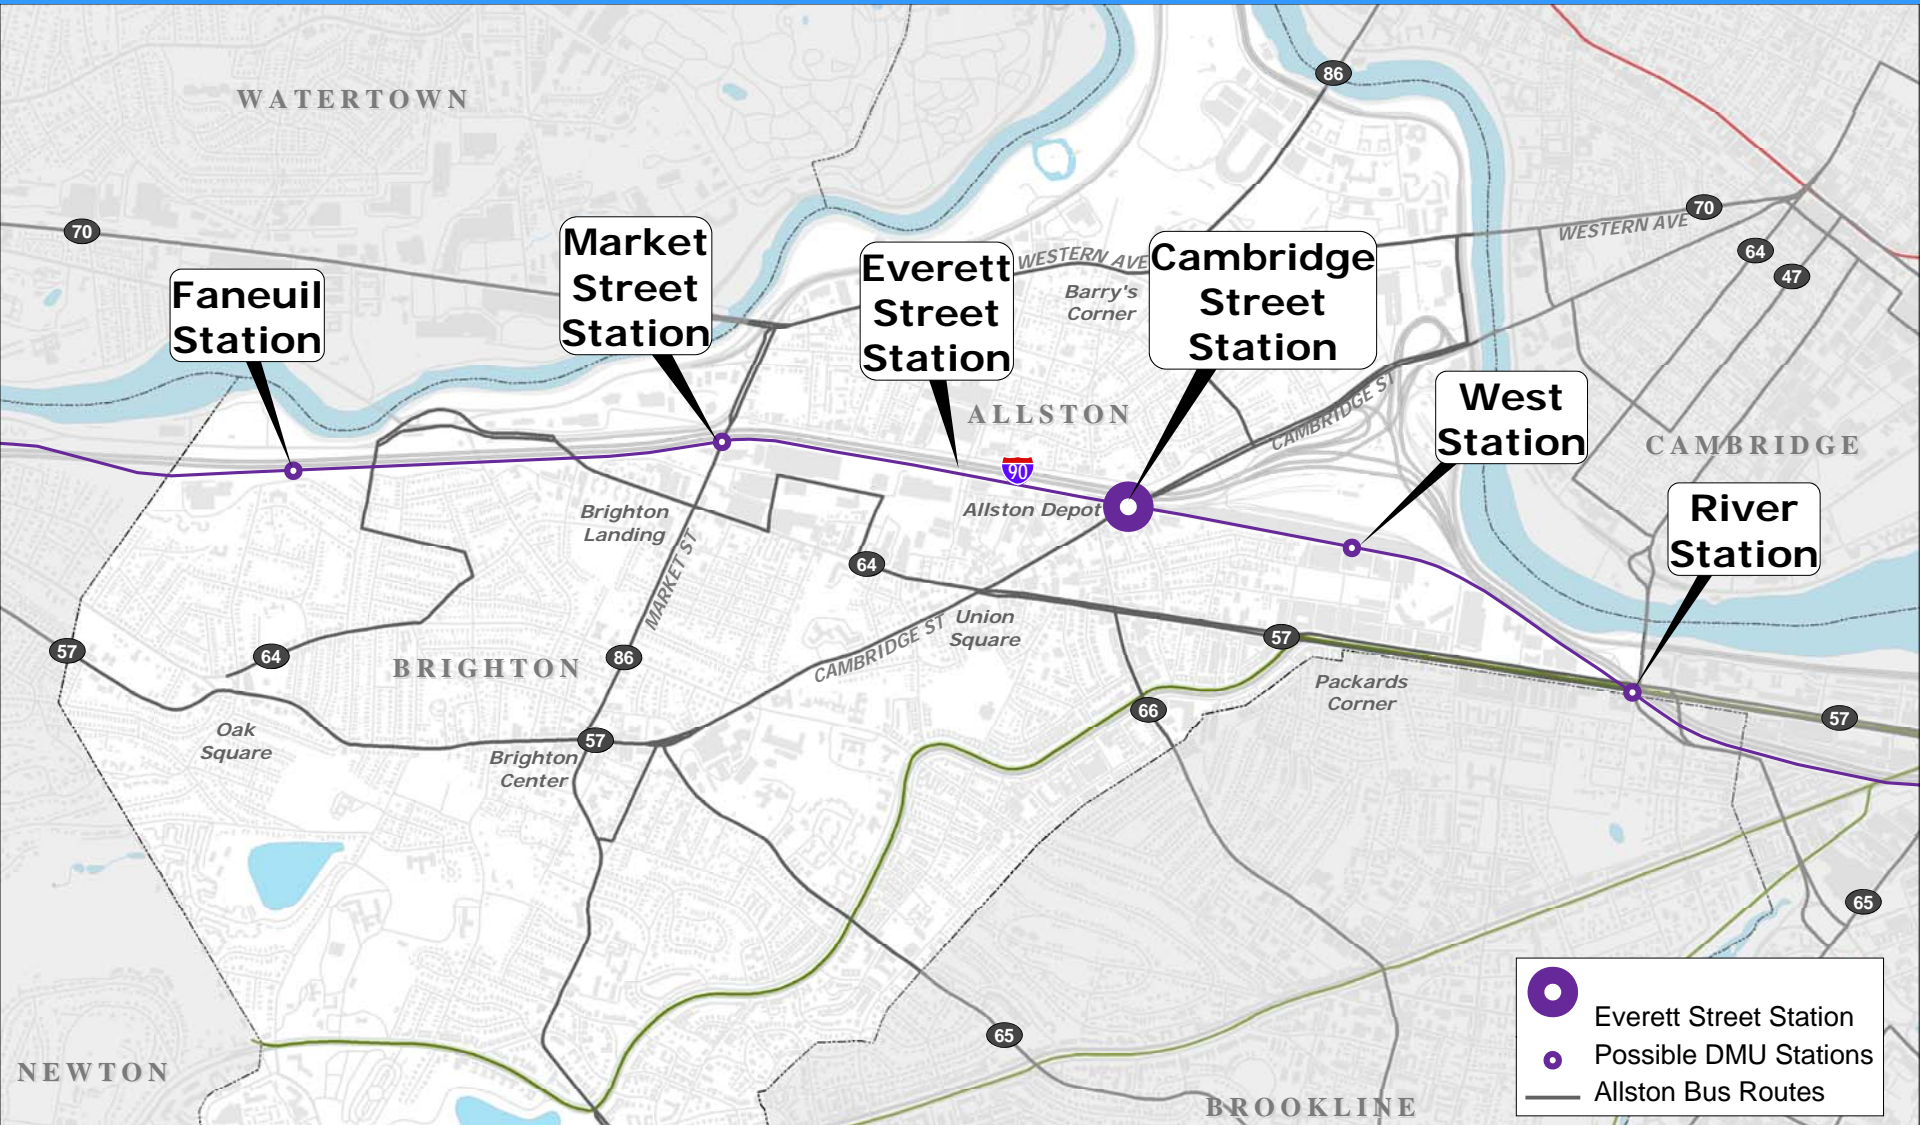 86
WATERTOWN
70
70
WESTERN AVE
64
47
Market
Street
Station
Everett
Street
Station
WESTERN AVE
Barry's
Corner
Cambridge
Street
Station
Faneuil
Station
West
Station
CAMBRIDGE ST
ALLSTON
CAMBRIDGE
90
River
Station
Allston Depot
Brighton
Landing
MARKET ST
64
Union
Square
CAMBRIDGE ST
57
57
64
BRIGHTON
86
Packards
Corner
66
57
Oak
Square
57
Brighton
Center
65
65
NEWTON
BROOKLINE
Everett Street Station
Possible DMU Stations
Allston Bus Routes